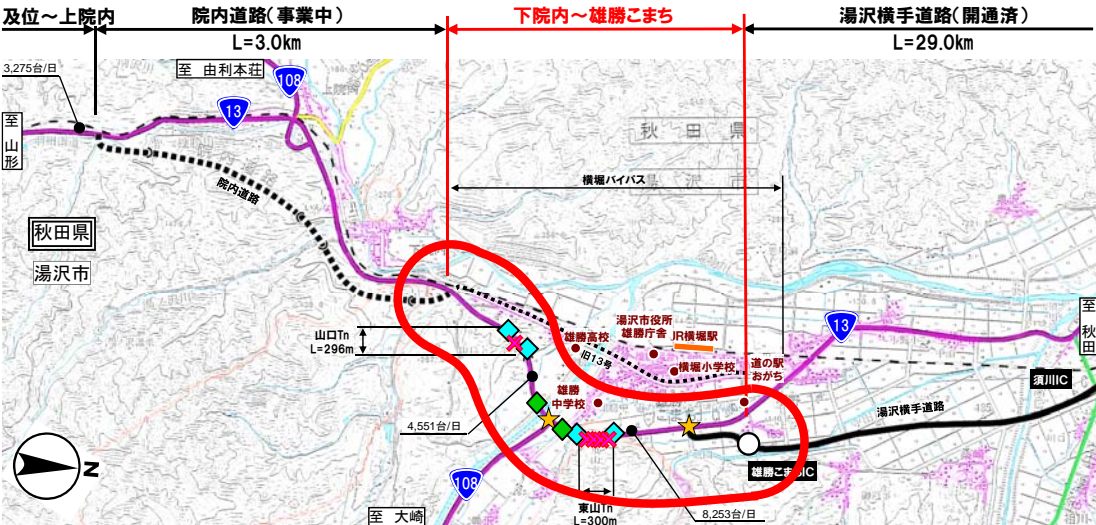 及位～上院内
院内道路(事業中)
下院内～雄勝こまち
湯沢横手道路(開通済)
L=3.0km
L=29.0km
3,275台/日
至 由利本荘
108
13
至
山
形
上院内
秋田県
湯沢市
横堀バイパス
院内道路
秋田県
湯沢市
山口Tn
L=296m
雄勝高校
旧13号
湯沢市役所
雄勝庁舎
JR横堀駅
横堀小学校
道の駅
おがち
13
至
秋
田
須川IC
雄勝
中学校
湯沢横手道路
4,551台/日
108
雄勝こまちIC
至 大崎
東山Tn
L=300m
8,253台/日
N